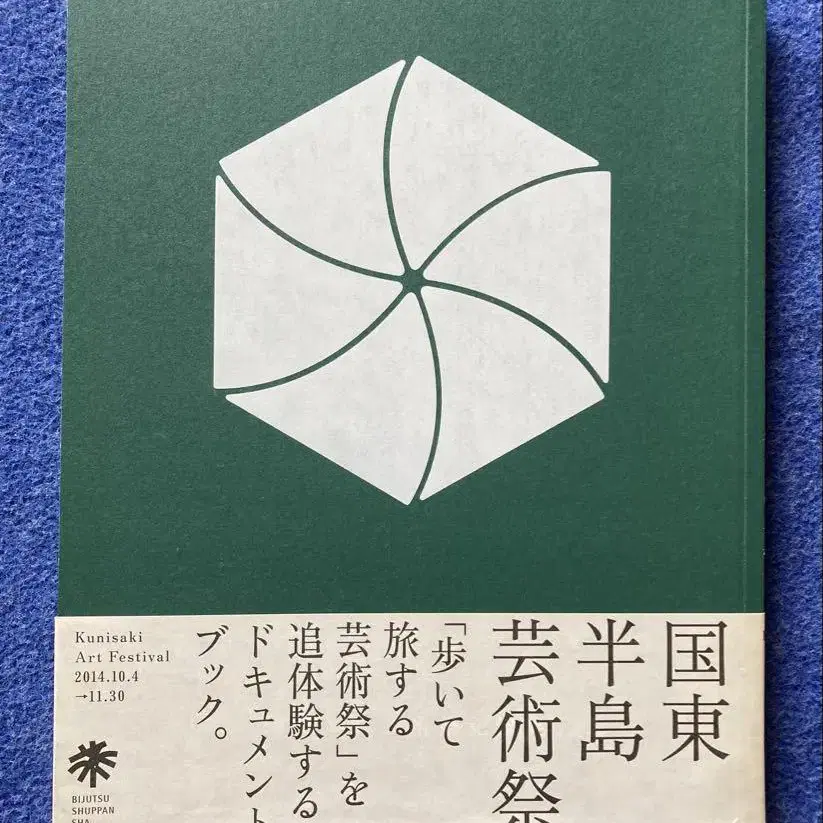 国東
半島
芸術祭
「歩いて
旅する
芸術祭」を
追体験する
ドキュメント
ブック。
Kunisaki
Art Festival
2014.10.4
→11.30
BIJUTSU
SHUPPAN
SHA